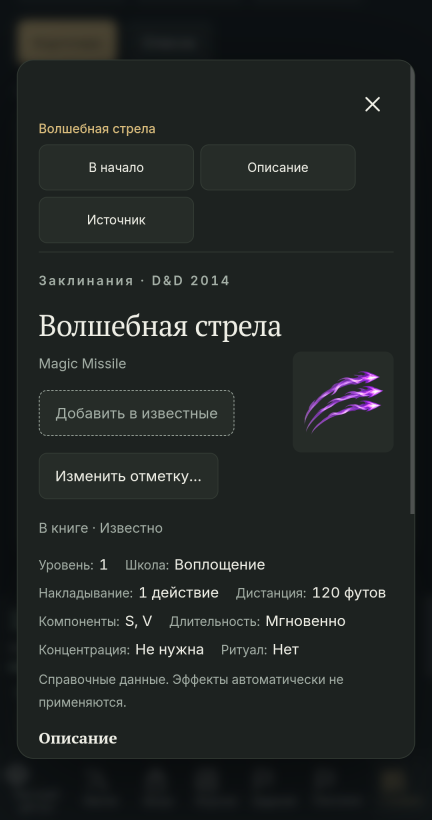 Волшебная стрела
В начало
Описание
Источник
Заклинания · D&D 2014
Волшебная стрела
Magic Missile
Добавить в известные
Изменить отметку...
В книге · Известно
Уровень: 1 Школа: Воплощение
Накладывание: 1 действие Дистанция: 120 футов
Компоненты: S, V Длительность: Мгновенно
Концентрация: Не нужна Ритуал: Нет
Справочные данные. Эффекты автоматически не
применяются.
Описание